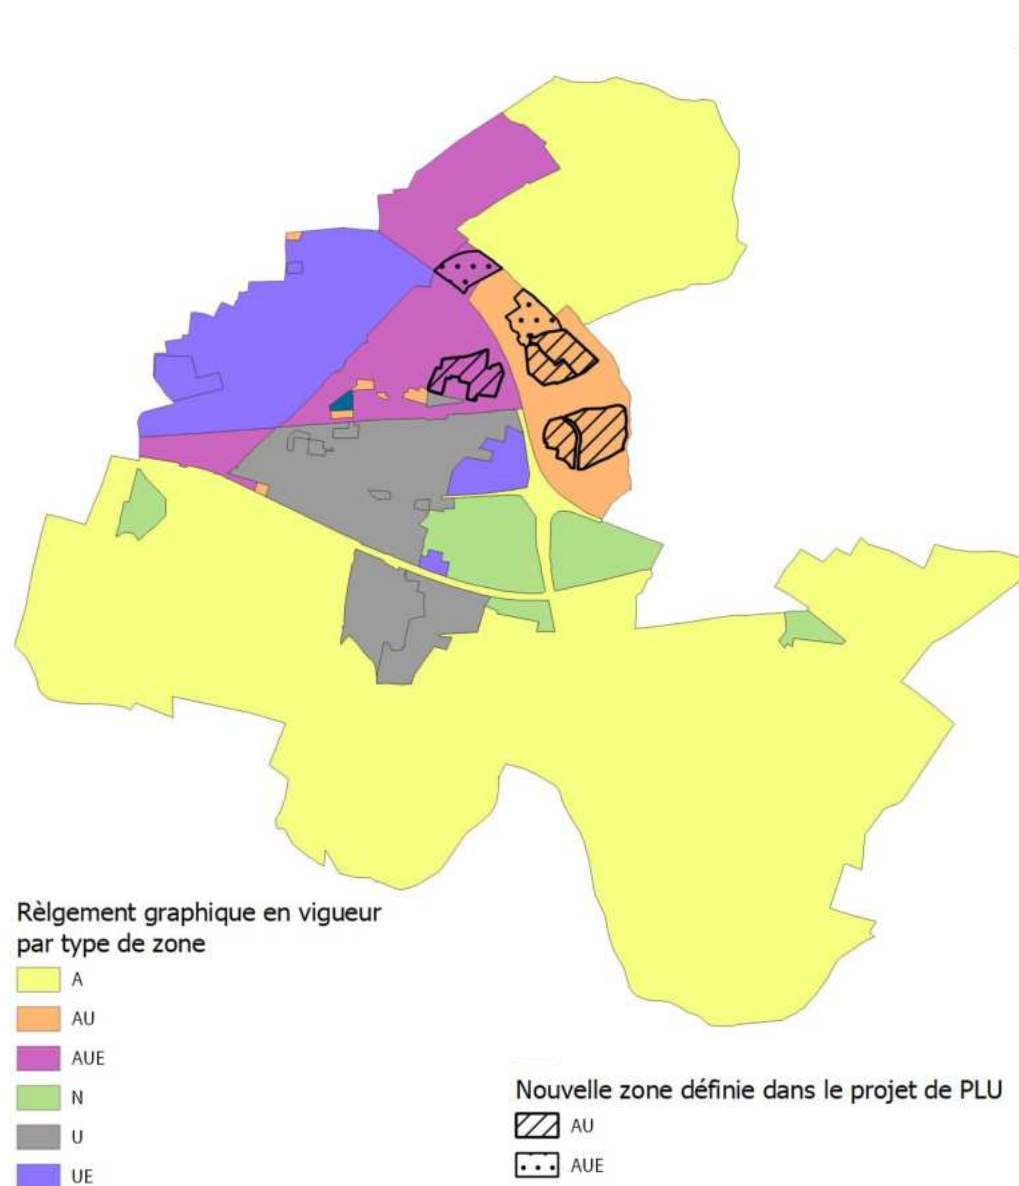 Rèlgement graphique en vigueur
par type de zone
A
AU
AUE
N
U
UE
Nouvelle zone définie dans le projet de PLU
AU
AUE